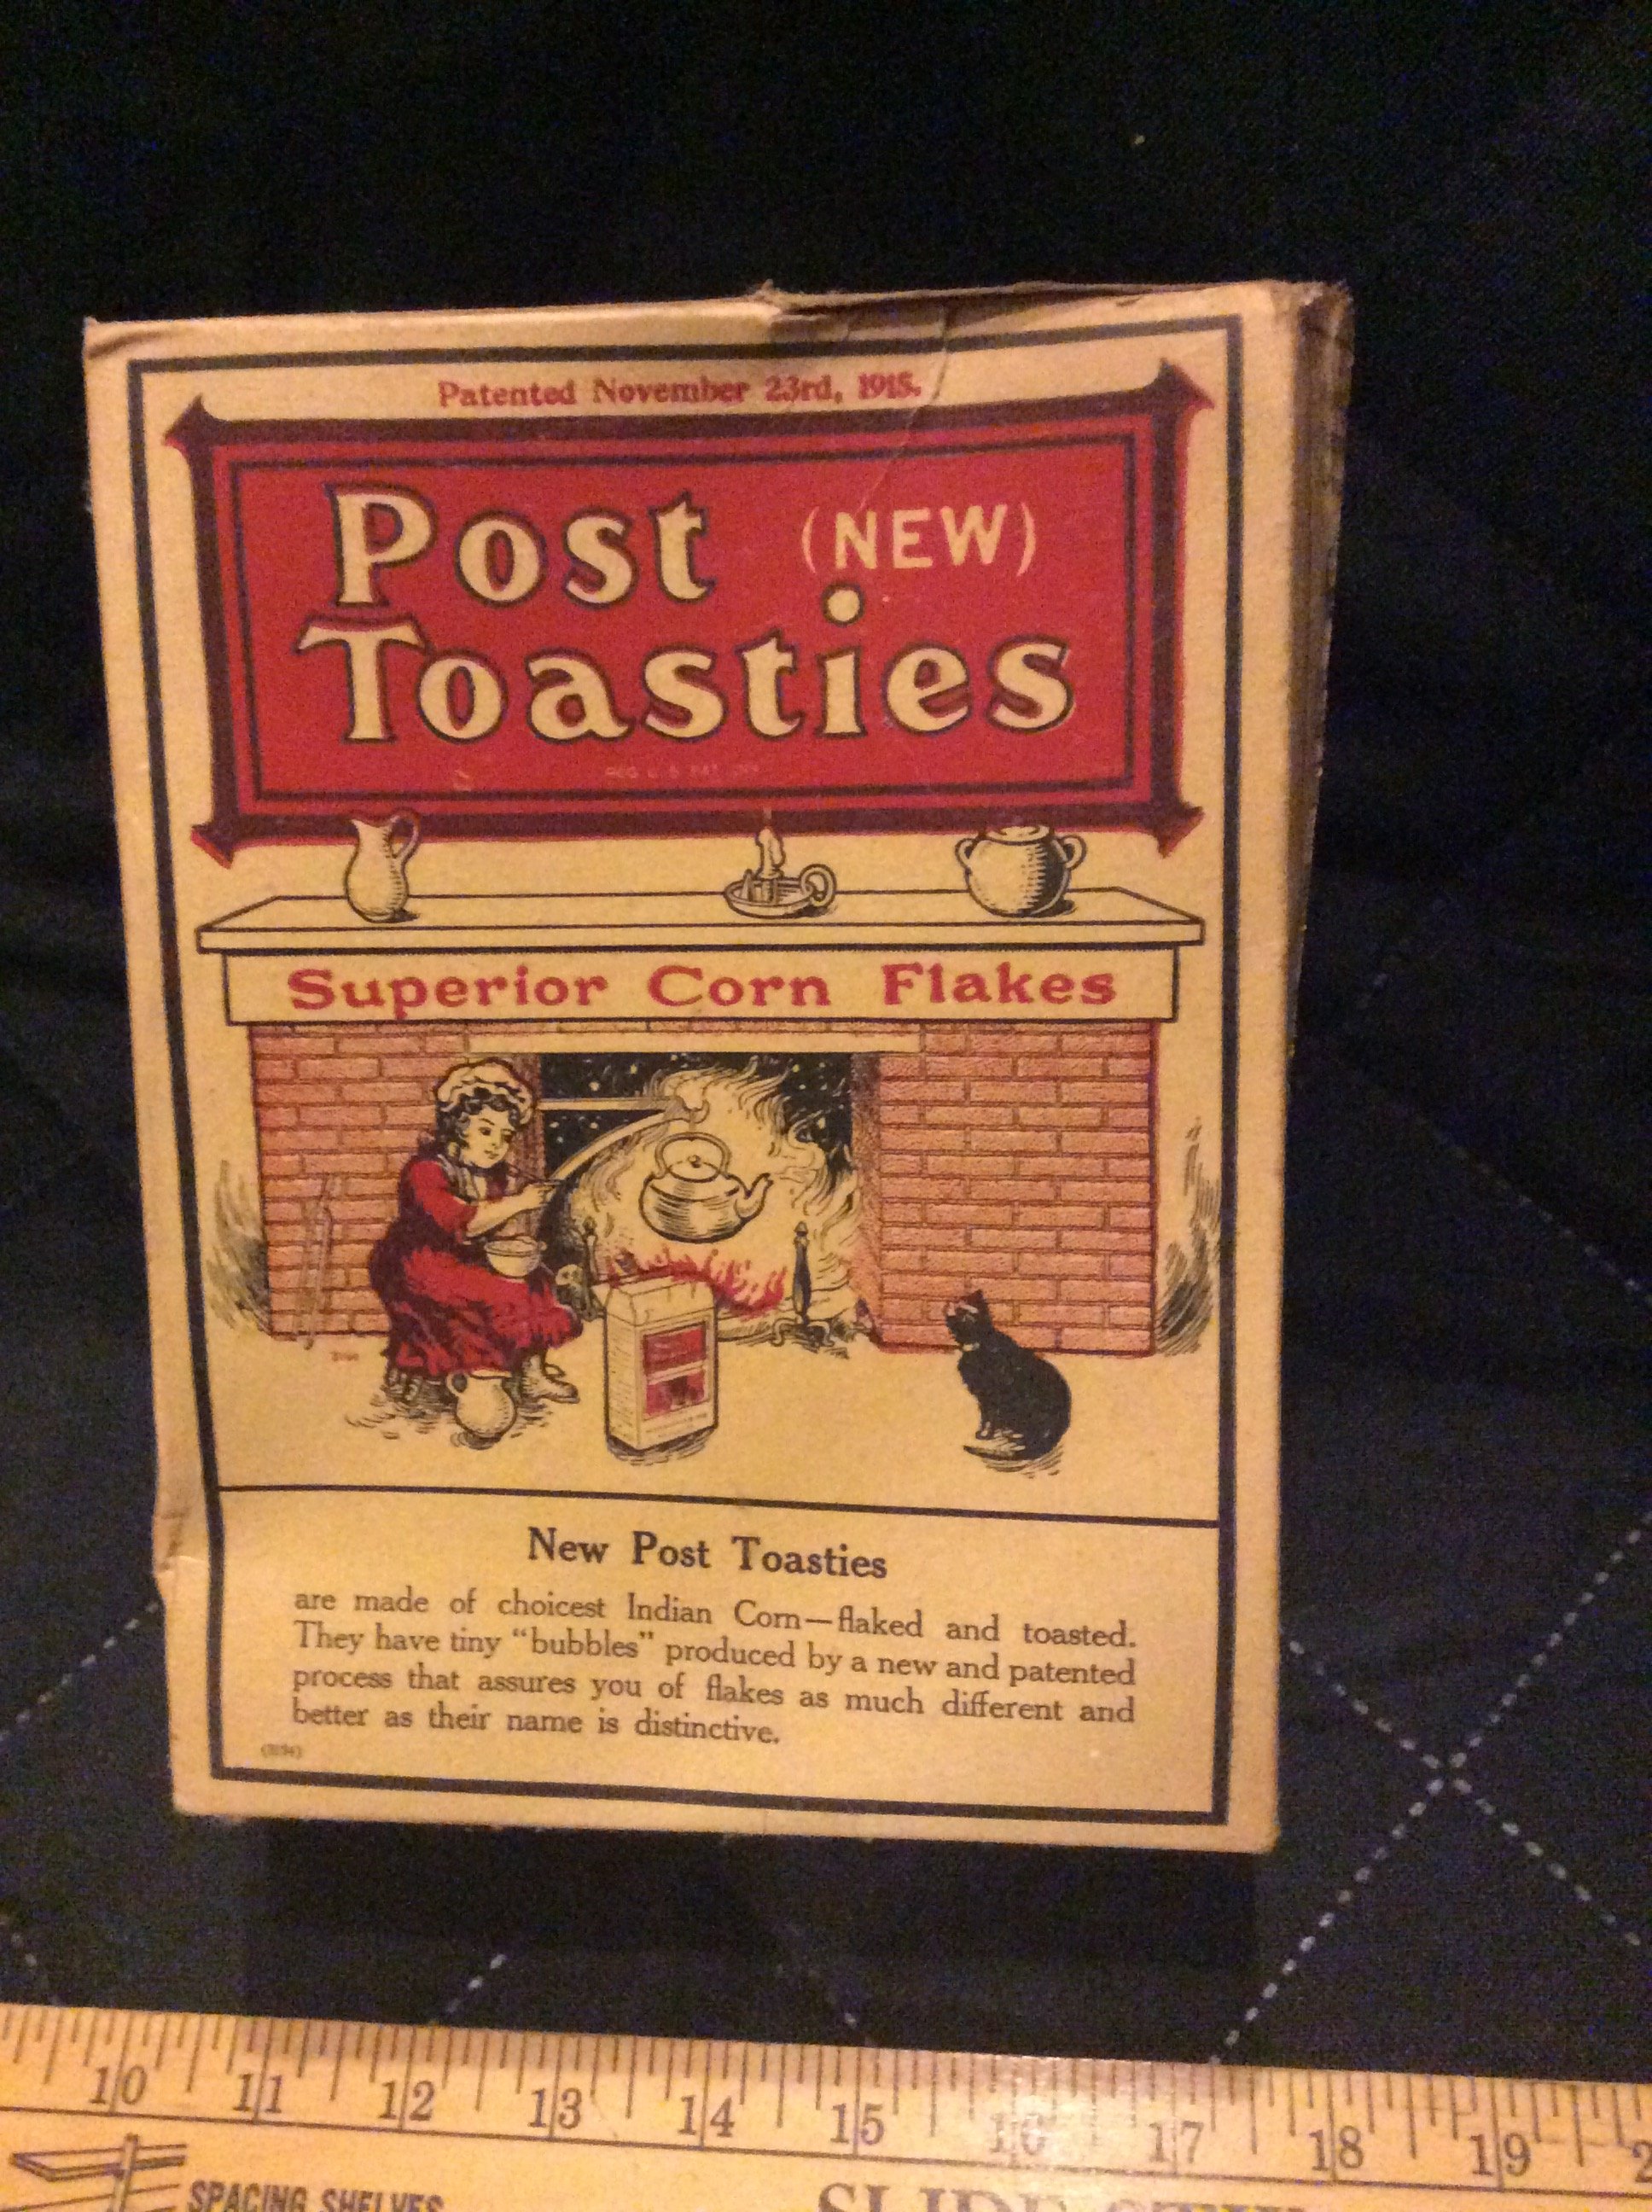 Patented November 23rd, 1915.
Post (NEW)
Toasties
Superior Corn Flakes
New Post Toasties
are made of choicest Indian Corn—flaked and toasted.
They have tiny "bubbles" produced by a new and patented
process that assures you of flakes as much different and
better as their name is distinctive.
10 11 12 13 14 15 16 17 18 19
SPACING SHELVES